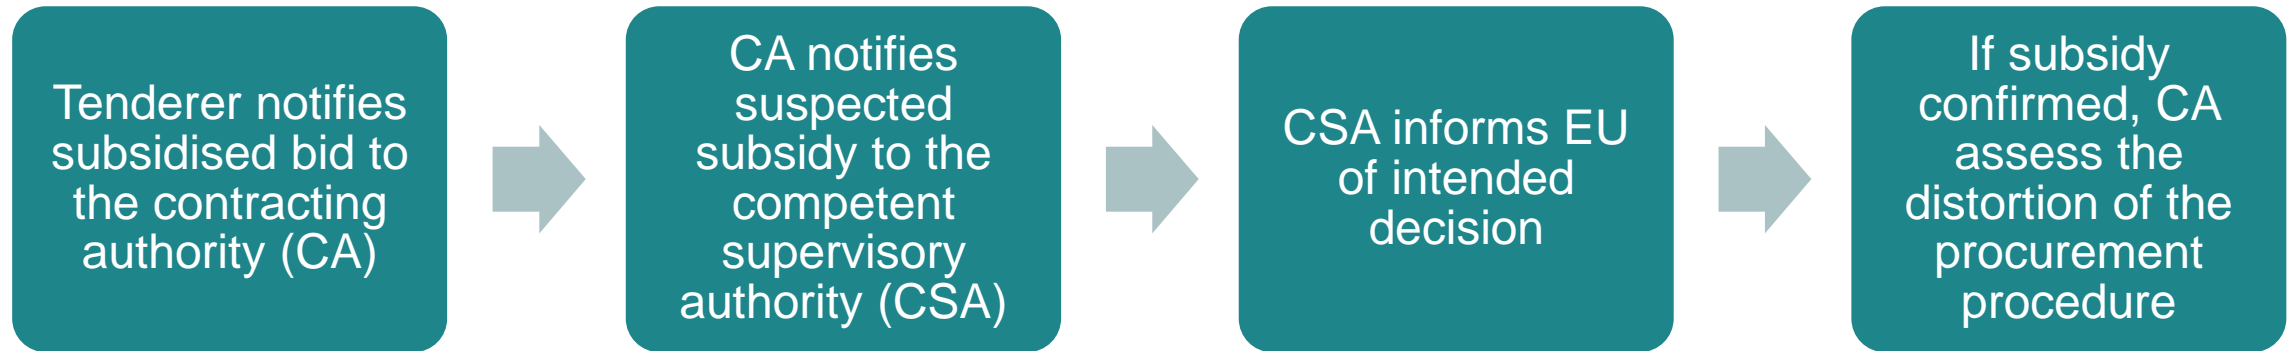 Tenderer notifies
subsidised bid to
the contracting
authority (CA)
CA notifies
suspected
subsidy to the
competent
supervisory
authority (CSA)
CSA informs EU
of intended
decision
If subsidy
confirmed, CA
assess the
distortion of the
procurement
procedure